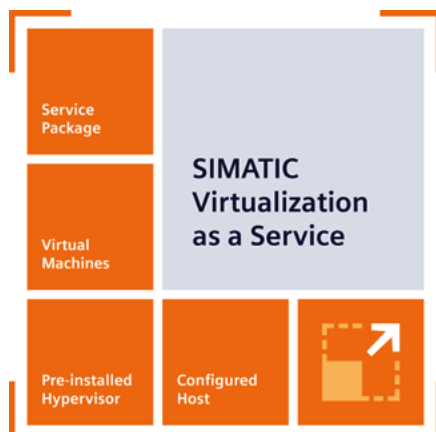 Service
Package
SIMATIC
Virtualization
as a Service
Virtual
Machines
Pre-installed
Hypervisor
Configured
Host